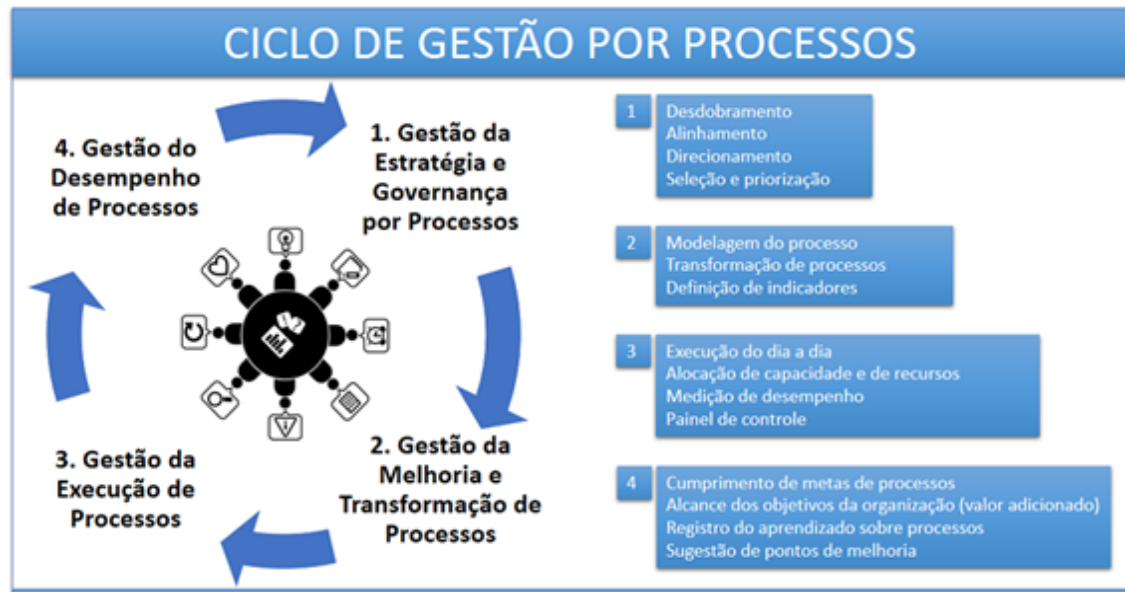 CICLO DE GESTÃO POR PROCESSOS
1. Gestão da
Estratégia e
Governança
por Processos
2. Gestão da
Melhoria e
Transformação de
Processos
3. Gestão da
Execução de
Processos
4. Gestão do
Desempenho
de Processos
1
Desdobramento
Alinhamento
Direcionamento
Seleção e priorização
2
Modelagem do processo
Transformação de processos
Definição de indicadores
3
Execução do dia a dia
Alocação de capacidade e de recursos
Medição de desempenho
Painel de controle
4
Cumprimento de metas de processos
Alcance dos objetivos da organização (valor adicionado)
Registro do aprendizado sobre processos
Sugestão de pontos de melhoria